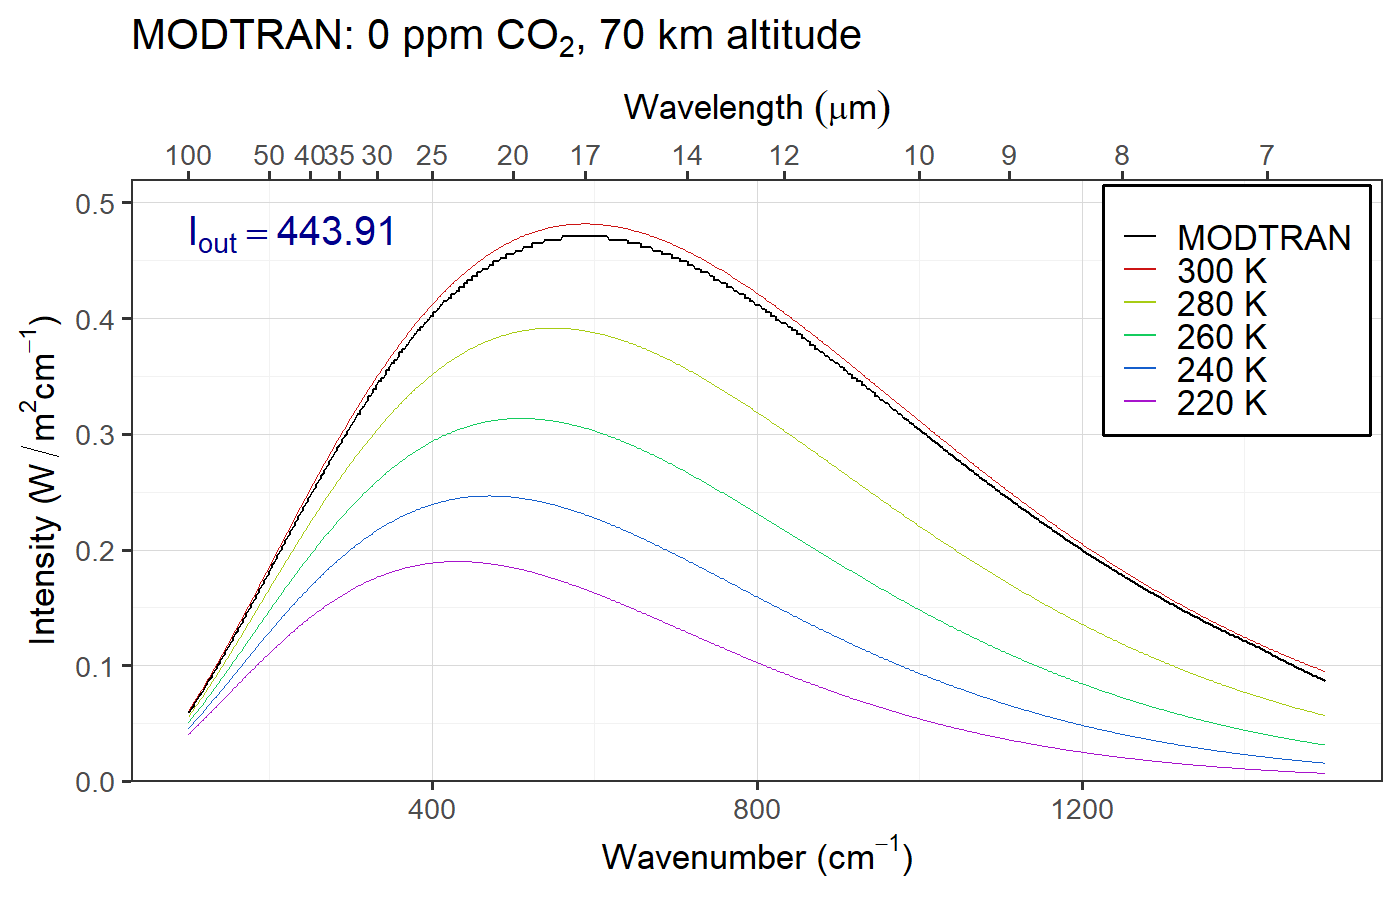 MODTRAN: 0 ppm CO₂, 70 km altitude
Wavelength (μm)
100 50 40 35 30 25 20 17 14 12 10 9 8 7
I_out = 443.91
MODTRAN
300 K
280 K
260 K
240 K
220 K
0.5
0.4
0.3
0.2
0.1
0.0
Intensity (W/m²cm⁻¹)
400 800 1200
Wavenumber (cm⁻¹)